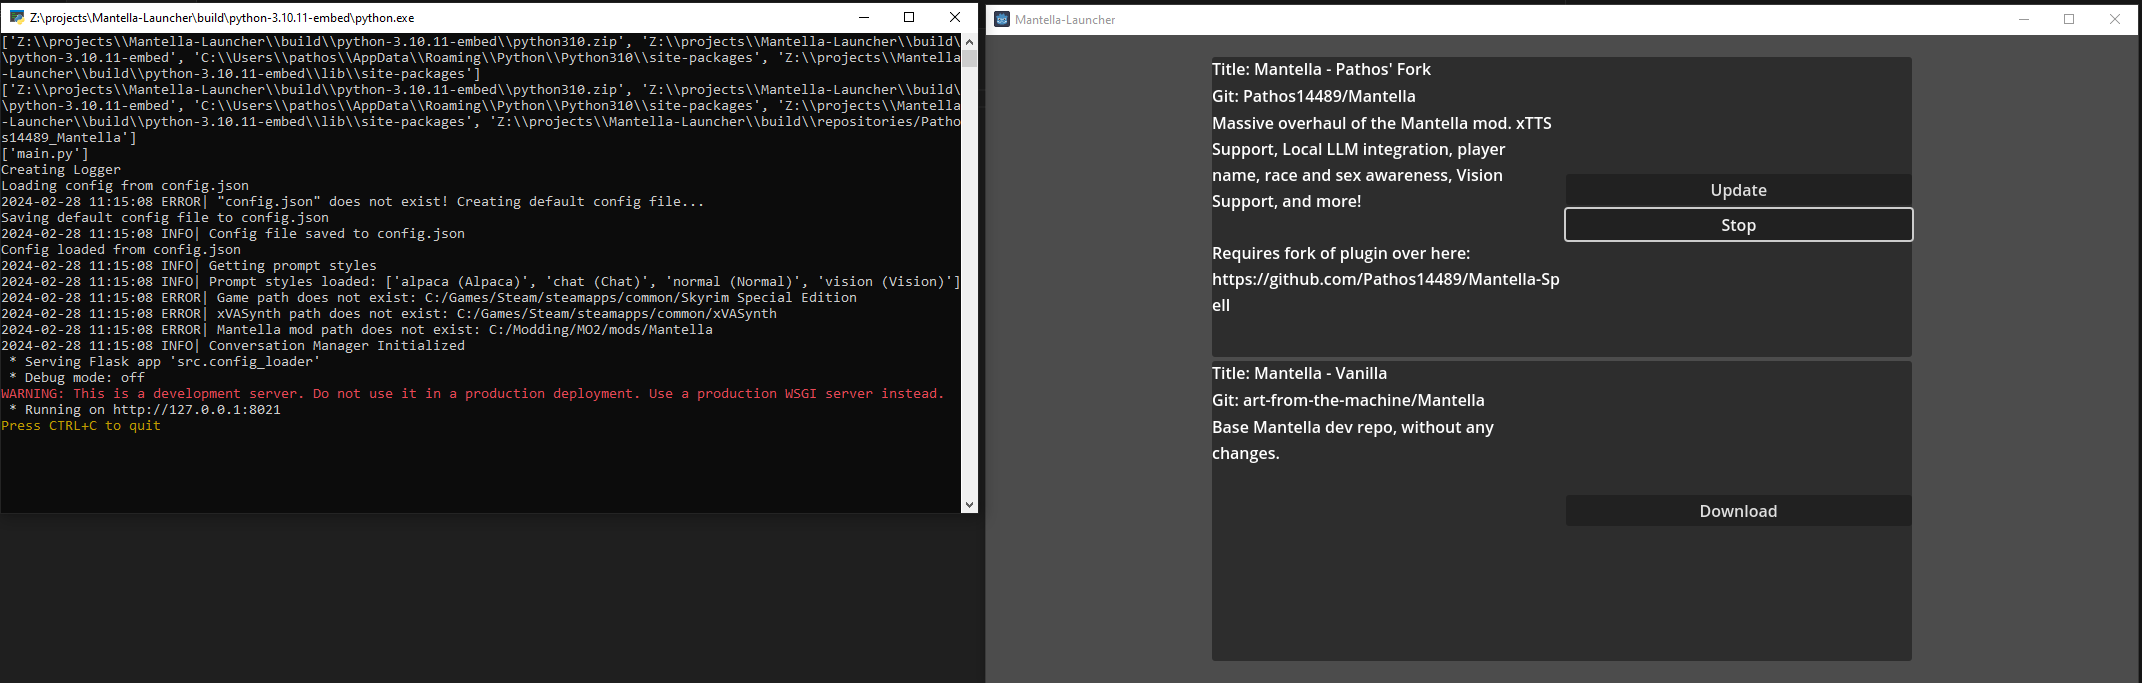 Z:\projects\Mantella-Launcher\build\python-3.10.11-embed\python.exe
['Z:\\projects\\Mantella-Launcher\\build\\python-3.10.11-embed\\python310.zip', 'Z:\\projects\\Mantella-Launcher\\build\
\python-3.10.11-embed', 'C:\\Users\\pathos\\AppData\\Roaming\\Python\\Python310\\site-packages', 'Z:\\projects\\Mantella
-Launcher\\build\\python-3.10.11-embed\\lib\\site-packages']
['Z:\\projects\\Mantella-Launcher\\build\\python-3.10.11-embed\\python310.zip', 'Z:\\projects\\Mantella-Launcher\\build\
\python-3.10.11-embed', 'C:\\Users\\pathos\\AppData\\Roaming\\Python\\Python310\\site-packages', 'Z:\\projects\\Mantella
-Launcher\\build\\python-3.10.11-embed\\lib\\site-packages', 'Z:\\projects\\Mantella-Launcher\\build\\repositories/Patho
s14489_Mantella']
['main.py']
Creating Logger
Loading config from config.json
2024-02-28 11:15:08 ERROR| "config.json" does not exist! Creating default config file...
Saving default config file to config.json
2024-02-28 11:15:08 INFO| Config file saved to config.json
Config loaded from config.json
2024-02-28 11:15:08 INFO| Getting prompt styles
2024-02-28 11:15:08 INFO| Prompt styles loaded: ['alpaca (Alpaca)', 'chat (Chat)', 'normal (Normal)', 'vision (Vision)']
2024-02-28 11:15:08 ERROR| Game path does not exist: C:/Games/Steam/steamapps/common/Skyrim Special Edition
2024-02-28 11:15:08 ERROR| xVASynth path does not exist: C:/Games/Steam/steamapps/common/xVASynth
2024-02-28 11:15:08 ERROR| Mantella mod path does not exist: C:/Modding/MO2/mods/Mantella
2024-02-28 11:15:08 INFO| Conversation Manager Initialized
 * Serving Flask app 'src.config_loader'
 * Debug mode: off
WARNING: This is a development server. Do not use it in a production deployment. Use a production WSGI server instead.
 * Running on http://127.0.0.1:8021
Press CTRL+C to quit
Mantella-Launcher
Title: Mantella - Pathos' Fork
Git: Pathos14489/Mantella
Massive overhaul of the Mantella mod. xTTS
Support, Local LLM integration, player
name, race and sex awareness, Vision
Support, and more!
Requires fork of plugin over here:
https://github.com/Pathos14489/Mantella-Sp
ell
Update
Stop
Title: Mantella - Vanilla
Git: art-from-the-machine/Mantella
Base Mantella dev repo, without any
changes.
Download